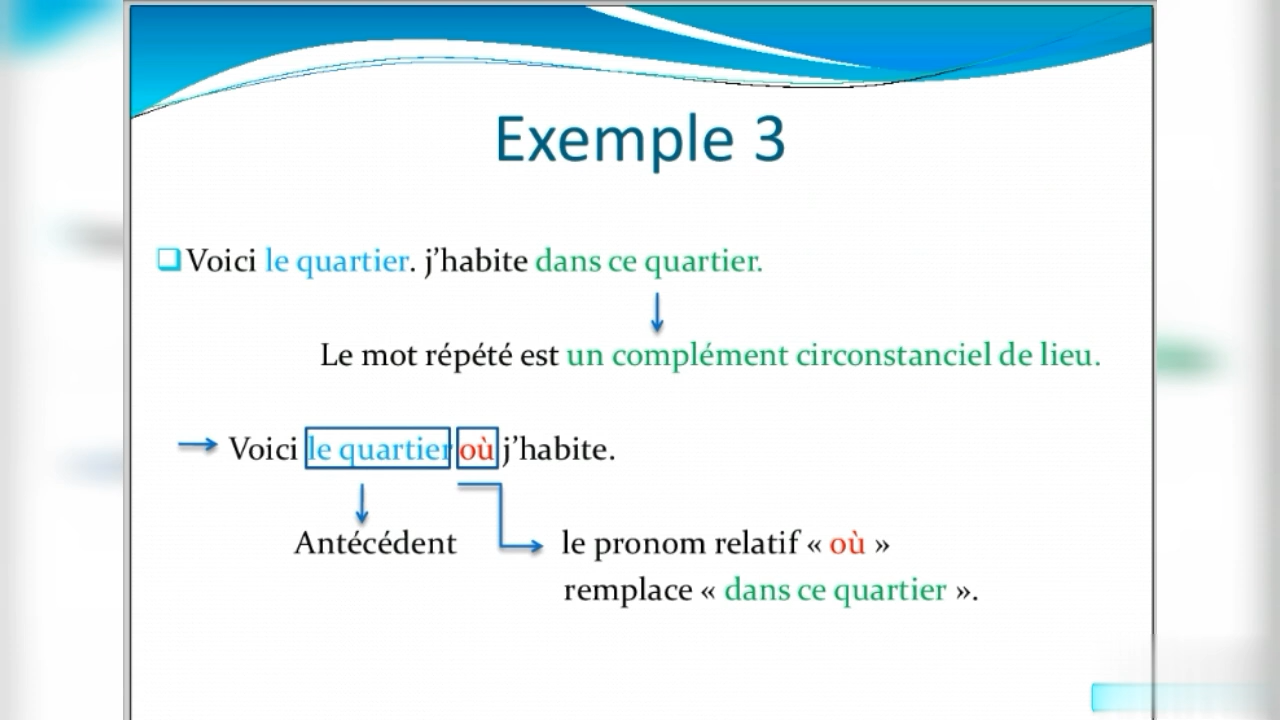 Exemple 3
Voici le quartier. j’habite dans ce quartier.
Le mot répété est un complément circonstanciel de lieu.
Voici le quartier où j’habite.
Antécédent
le pronom relatif « où »
remplace « dans ce quartier ».